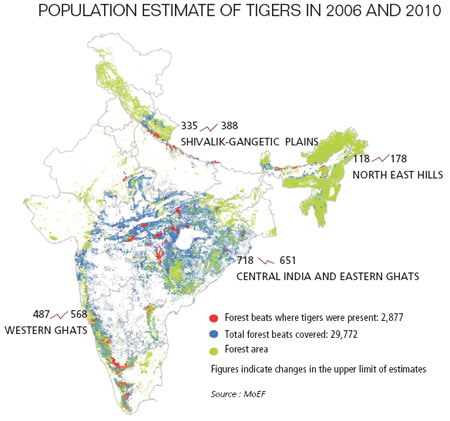 POPULATION ESTIMATE OF TIGERS IN 2006 AND 2010
335 388
SHIVALIK-GANGETIC PLAINS
118 178
NORTH EAST HILLS
718 651
CENTRAL INDIA AND EASTERN GHATS
487 568
WESTERN GHATS
Forest beats where tigers were present: 2,877
Total forest beats covered: 29,772
Forest area
Figures indicate changes in the upper limit of estimates
Source : MoEF